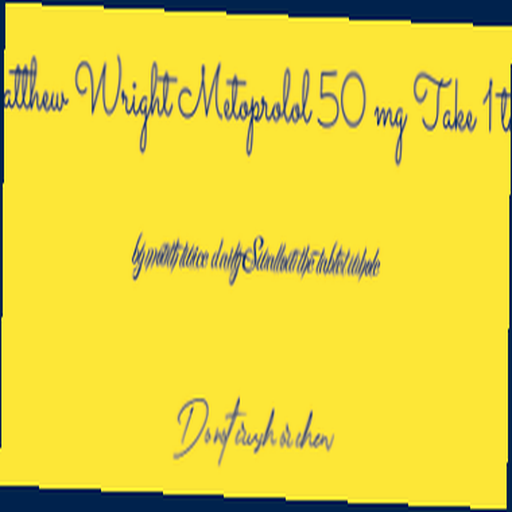 atthew Wright Metoprolol 50 mg Take 1 t
by mouth twice daily Swallow the tablet whole
Don't crush or chew